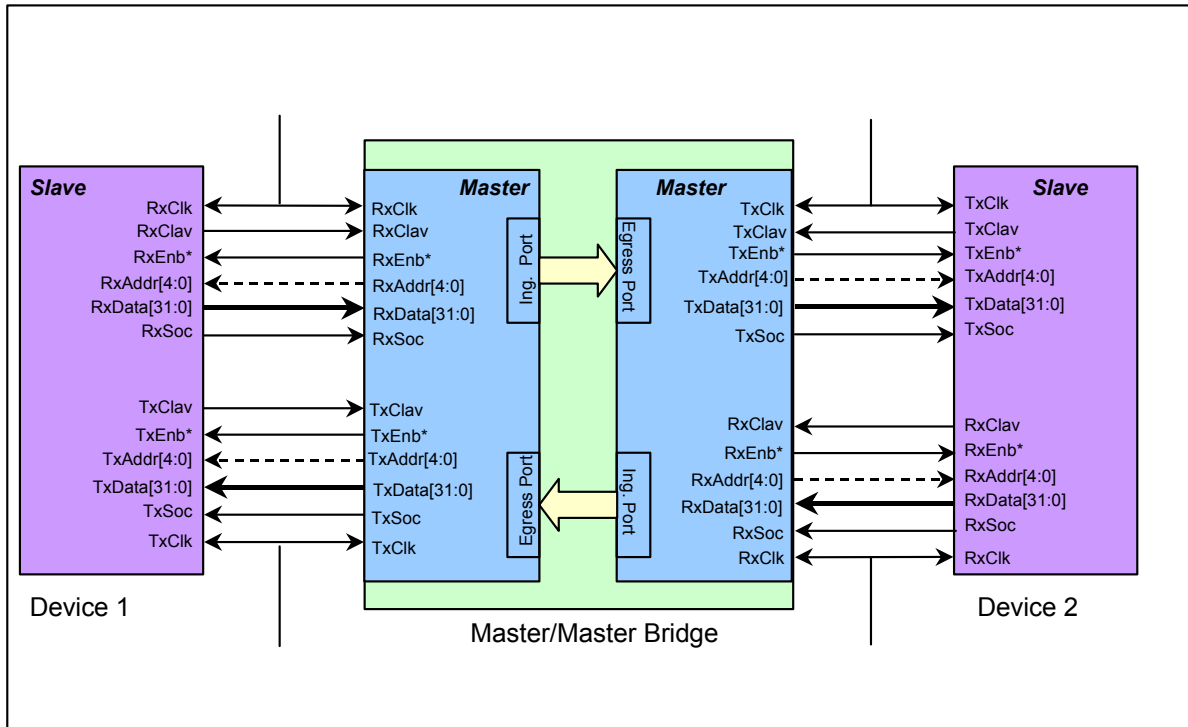 Slave
RxClk
RxClav
RxEnb*
RxAddr[4:0]
RxData[31:0]
RxSoc
TxClav
TxEnb*
TxAddr[4:0]
TxData[31:0]
TxSoc
TxClk
Device 1
Master
RxClk
RxClav
RxEnb*
RxAddr[4:0]
RxData[31:0]
RxSoc
Ing. Port
TxClav
TxEnb*
TxAddr[4:0]
TxData[31:0]
TxSoc
TxClk
Egress Port
Master
Egress Port
TxClk
TxClav
TxEnb*
TxAddr[4:0]
TxData[31:0]
TxSoc
Ing. Port
RxClav
RxEnb*
RxAddr[4:0]
RxData[31:0]
RxSoc
RxClk
Master/Master Bridge
Slave
TxClk
TxClav
TxEnb*
TxAddr[4:0]
TxData[31:0]
TxSoc
RxClav
RxEnb*
RxAddr[4:0]
RxData[31:0]
RxSoc
RxClk
Device 2